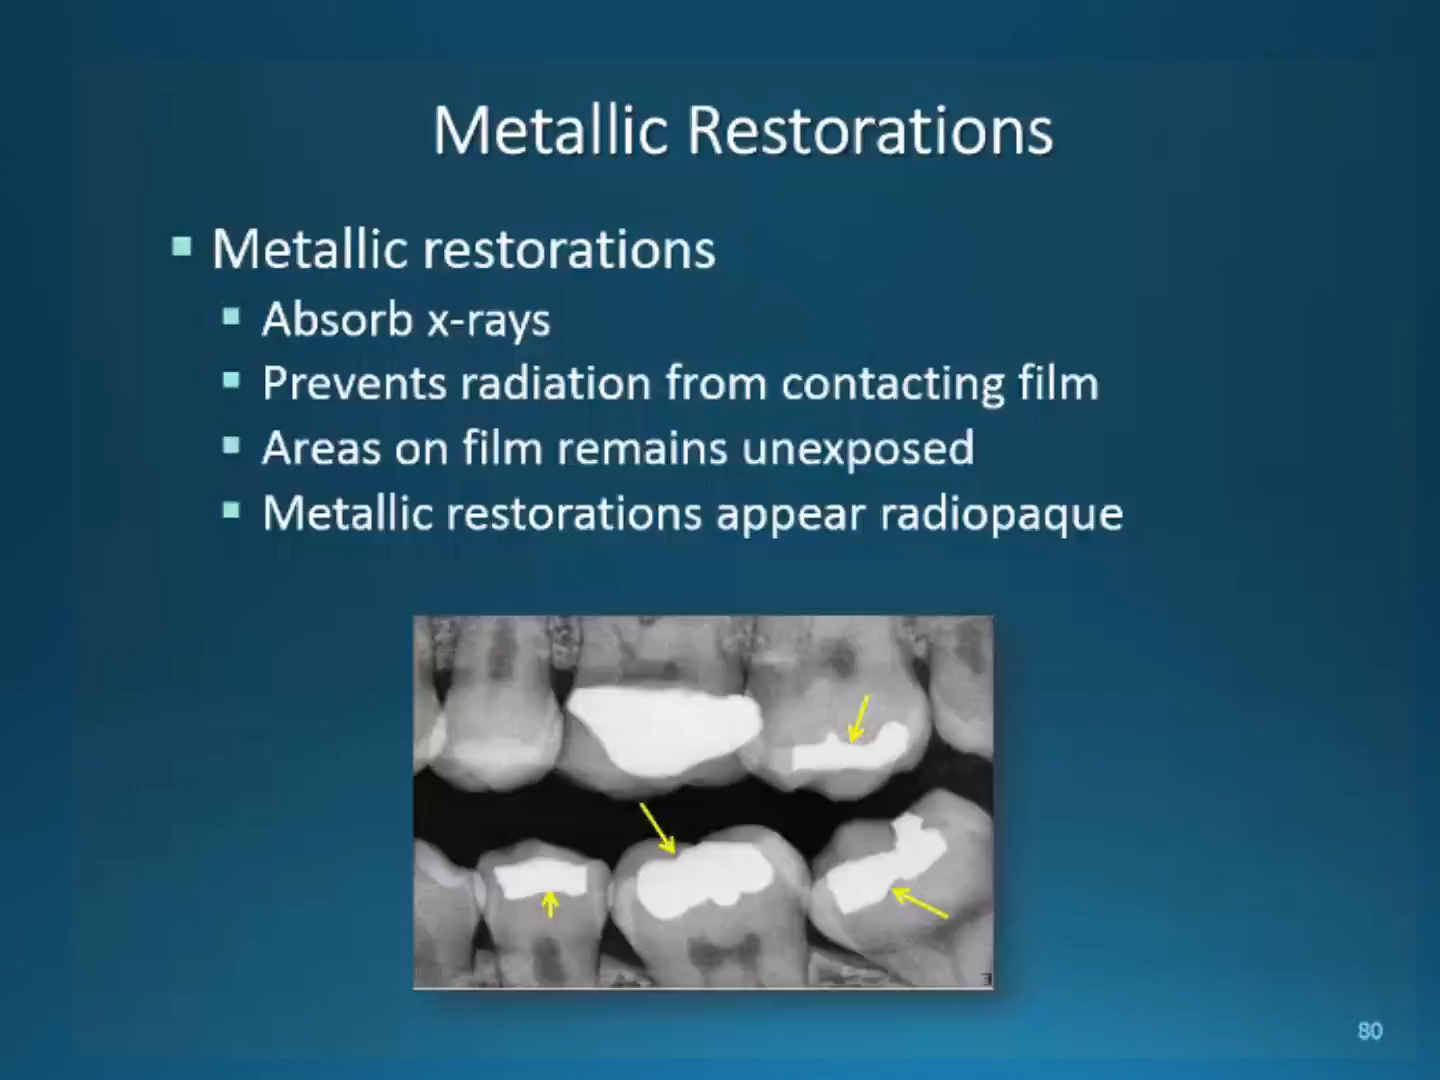 Metallic Restorations
Metallic restorations
Absorb x-rays
Prevents radiation from contacting film
Areas on film remains unexposed
Metallic restorations appear radiopaque
80